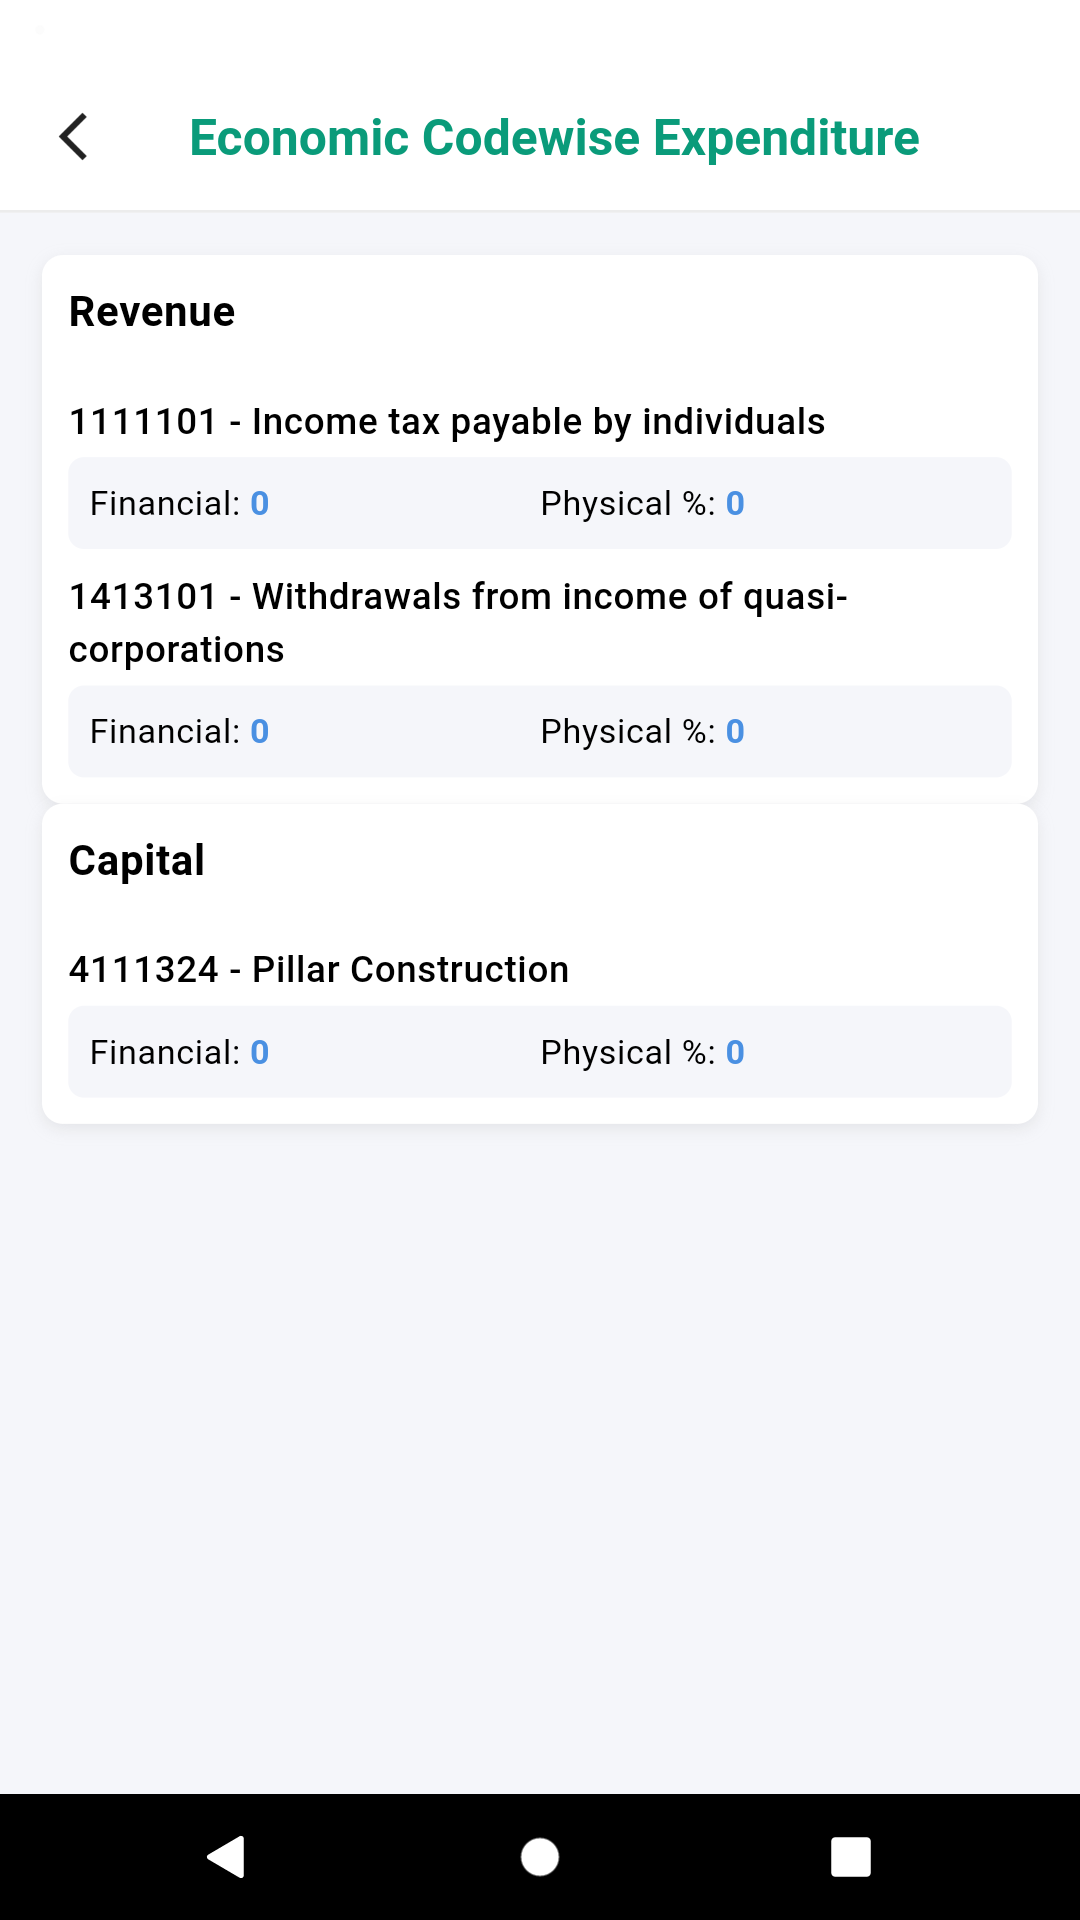 Economic Codewise Expenditure
Revenue
1111101 - Income tax payable by individuals
Financial: 0 Physical %: 0
1413101 - Withdrawals from income of quasi-
corporations
Financial: 0 Physical %: 0
Capital
4111324 - Pillar Construction
Financial: 0 Physical %: 0